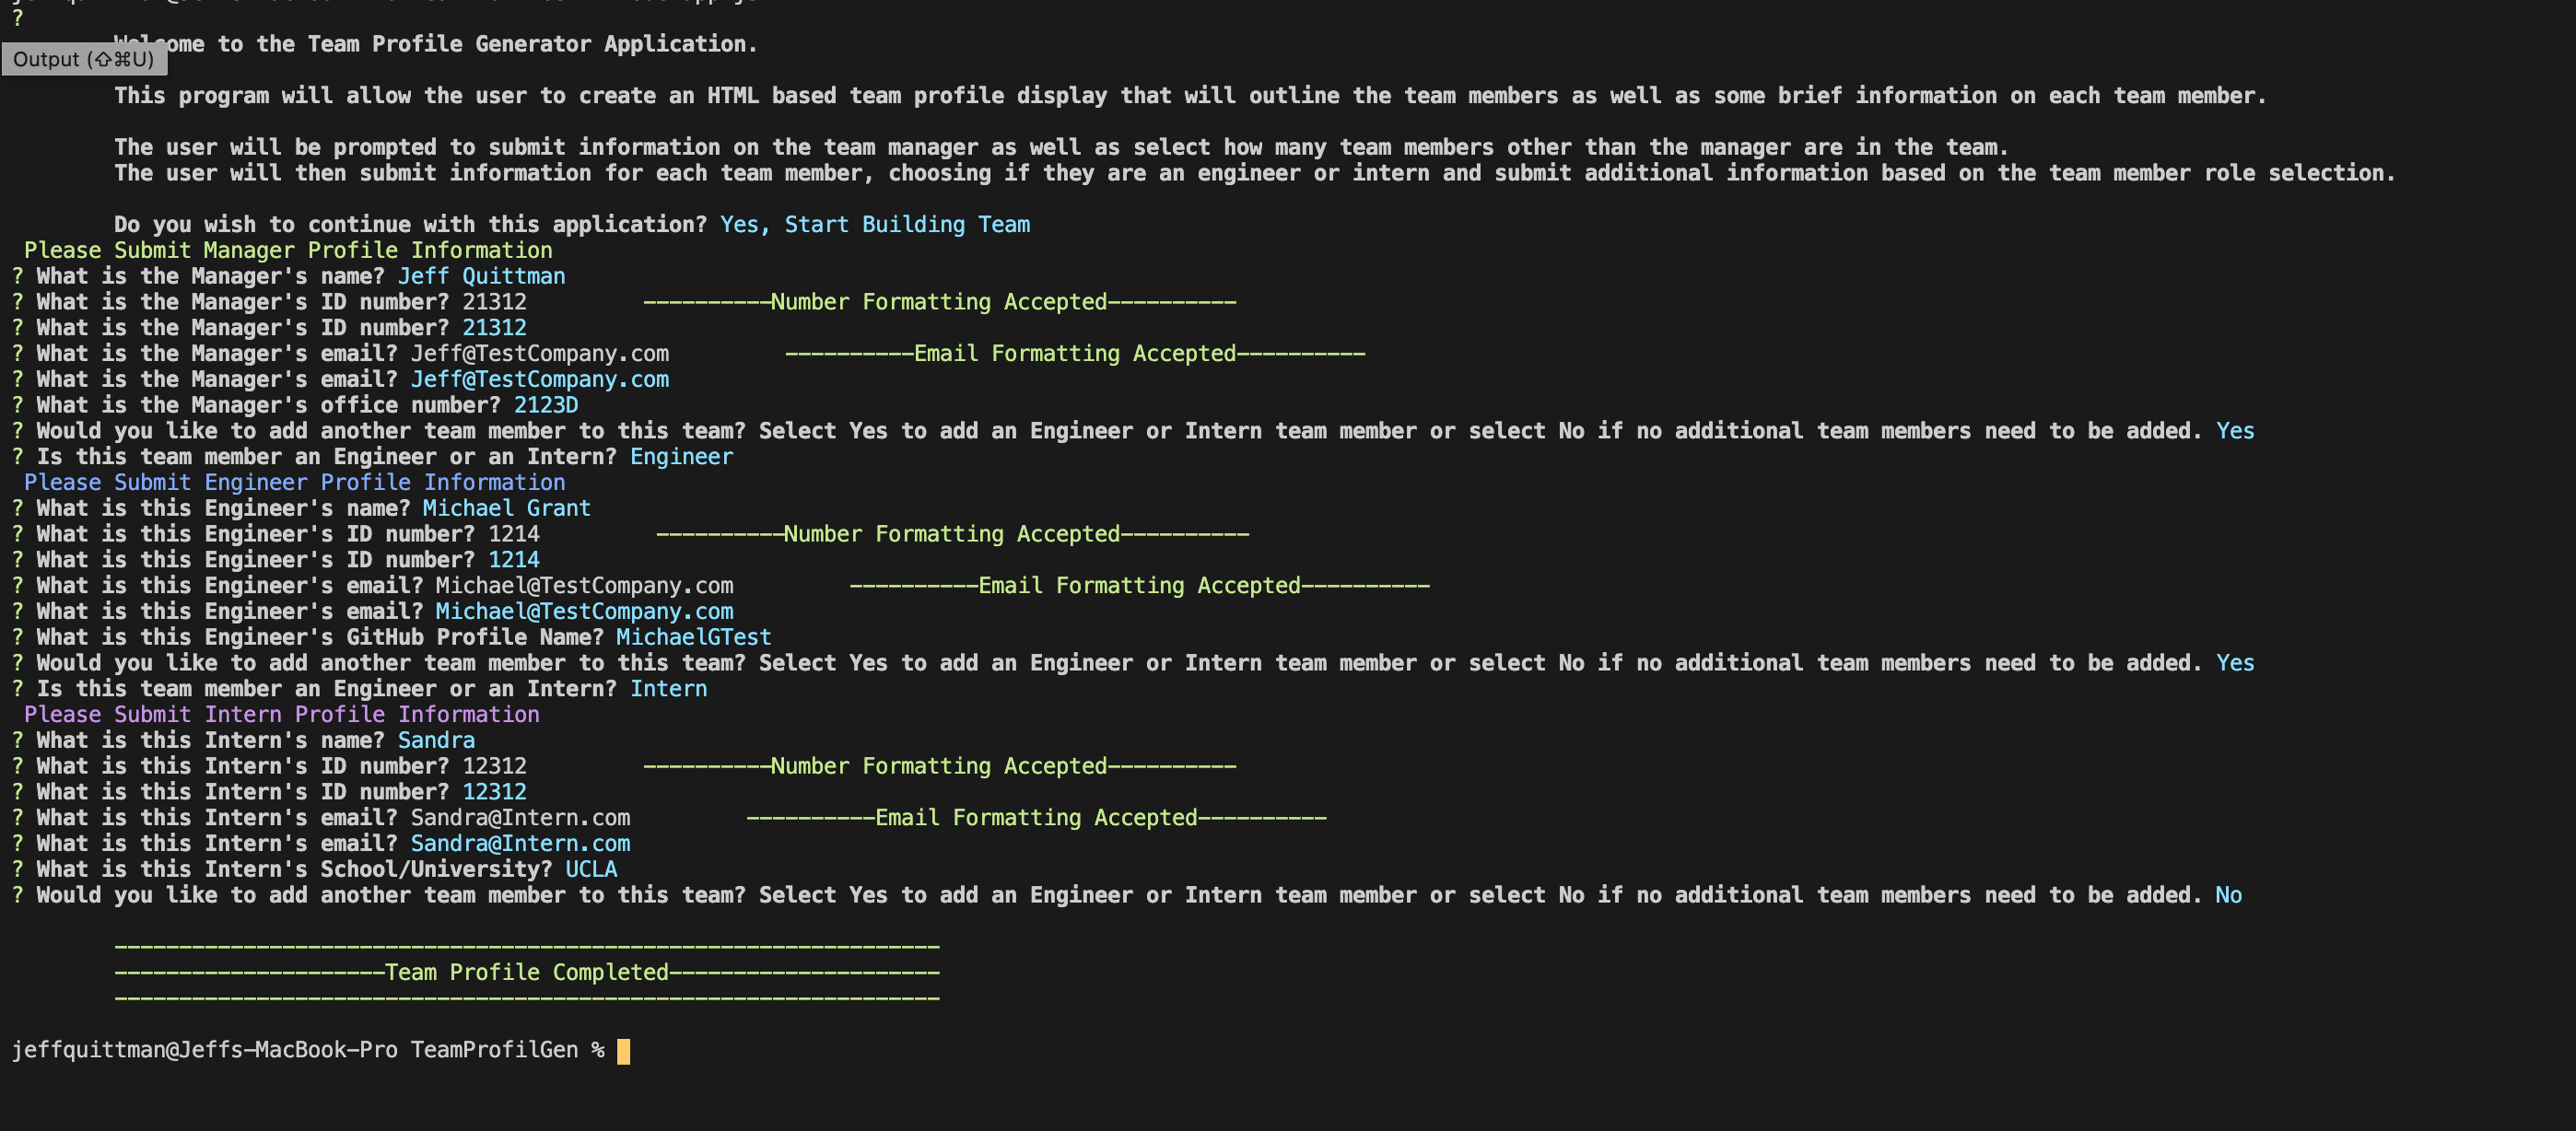 ?
Welcome to the Team Profile Generator Application.
Output (⇧⌘U)
This program will allow the user to create an HTML based team profile display that will outline the team members as well as some brief information on each team member.
The user will be prompted to submit information on the team manager as well as select how many team members other than the manager are in the team.
The user will then submit information for each team member, choosing if they are an engineer or intern and submit additional information based on the team member role selection.
Do you wish to continue with this application? Yes, Start Building Team
Please Submit Manager Profile Information
? What is the Manager's name? Jeff Quittman
? What is the Manager's ID number? 21312 ----------Number Formatting Accepted----------
? What is the Manager's ID number? 21312
? What is the Manager's email? Jeff@TestCompany.com ----------Email Formatting Accepted----------
? What is the Manager's email? Jeff@TestCompany.com
? What is the Manager's office number? 2123D
? Would you like to add another team member to this team? Select Yes to add an Engineer or Intern team member or select No if no additional team members need to be added. Yes
? Is this team member an Engineer or an Intern? Engineer
Please Submit Engineer Profile Information
? What is this Engineer's name? Michael Grant
? What is this Engineer's ID number? 1214 ----------Number Formatting Accepted----------
? What is this Engineer's ID number? 1214
? What is this Engineer's email? Michael@TestCompany.com ----------Email Formatting Accepted----------
? What is this Engineer's email? Michael@TestCompany.com
? What is this Engineer's GitHub Profile Name? MichaelGTest
? Would you like to add another team member to this team? Select Yes to add an Engineer or Intern team member or select No if no additional team members need to be added. Yes
? Is this team member an Engineer or an Intern? Intern
Please Submit Intern Profile Information
? What is this Intern's name? Sandra
? What is this Intern's ID number? 12312 ----------Number Formatting Accepted----------
? What is this Intern's ID number? 12312
? What is this Intern's email? Sandra@Intern.com ----------Email Formatting Accepted----------
? What is this Intern's email? Sandra@Intern.com
? What is this Intern's School/University? UCLA
? Would you like to add another team member to this team? Select Yes to add an Engineer or Intern team member or select No if no additional team members need to be added. No
----------------------------------------------------------------
---------------------Team Profile Completed---------------------
----------------------------------------------------------------
jeffquittman@Jeffs-MacBook-Pro TeamProfilGen %